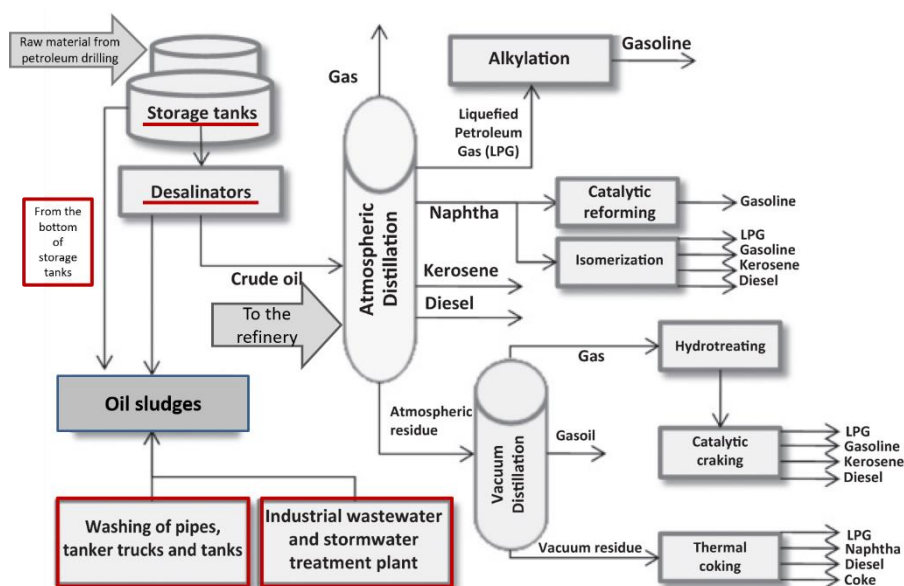 Raw material from
petroleum drilling
Storage tanks
Desalinators
From the
bottom
of
storage
tanks
Crude oil
To the
refinery
Oil sludges
Washing of pipes,
tanker trucks and tanks
Industrial wastewater
and stormwater
treatment plant
Gas
Atmospheric
Distillation
Liquefied
Petroleum
Gas (LPG)
Alkylation
Gasoline
Naphtha
Catalytic
reforming
Gasoline
Isomerization
LPG
Gasoline
Kerosene
Diesel
Kerosene
Diesel
Atmospheric
residue
Vacuum
Distillation
Gas
Hydrotreating
Gasoil
Catalytic
craking
LPG
Gasoline
Kerosene
Diesel
Vacuum residue
Thermal
coking
LPG
Naphtha
Diesel
Coke